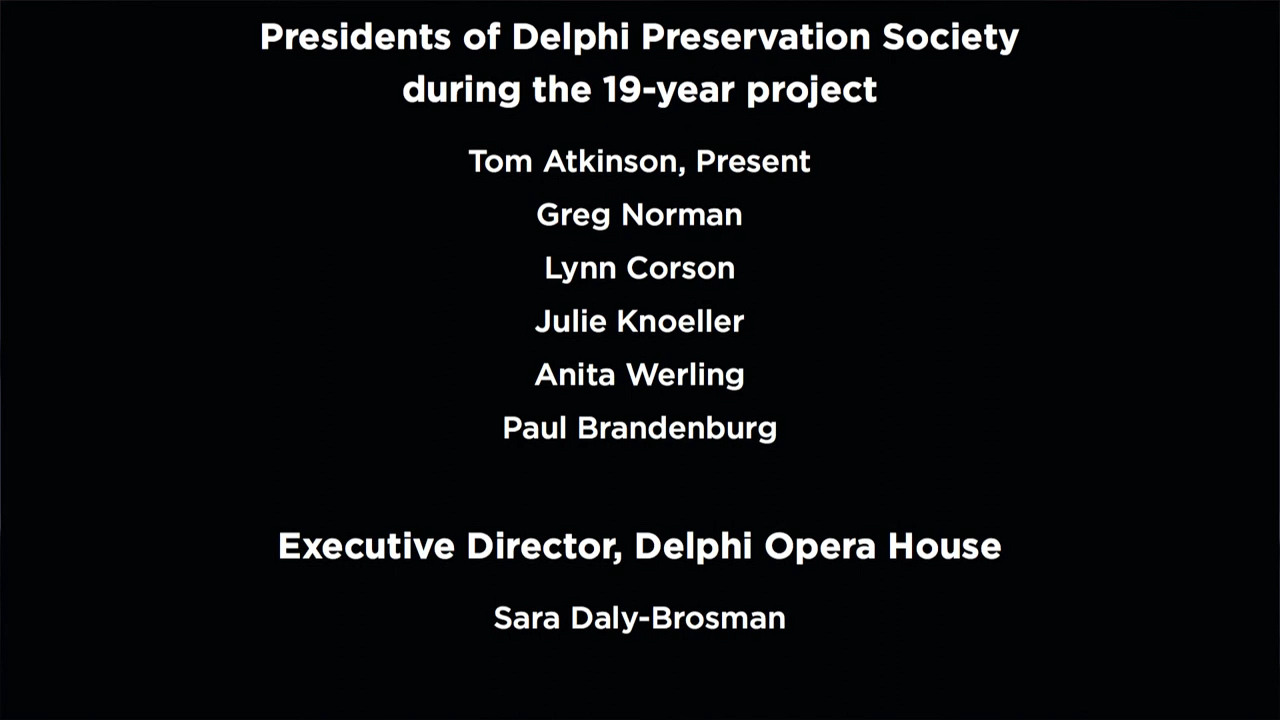 Presidents of Delphi Preservation Society
during the 19-year project
Tom Atkinson, Present
Greg Norman
Lynn Corson
Julie Knoeller
Anita Werling
Paul Brandenburg
Executive Director, Delphi Opera House
Sara Daly-Brosman